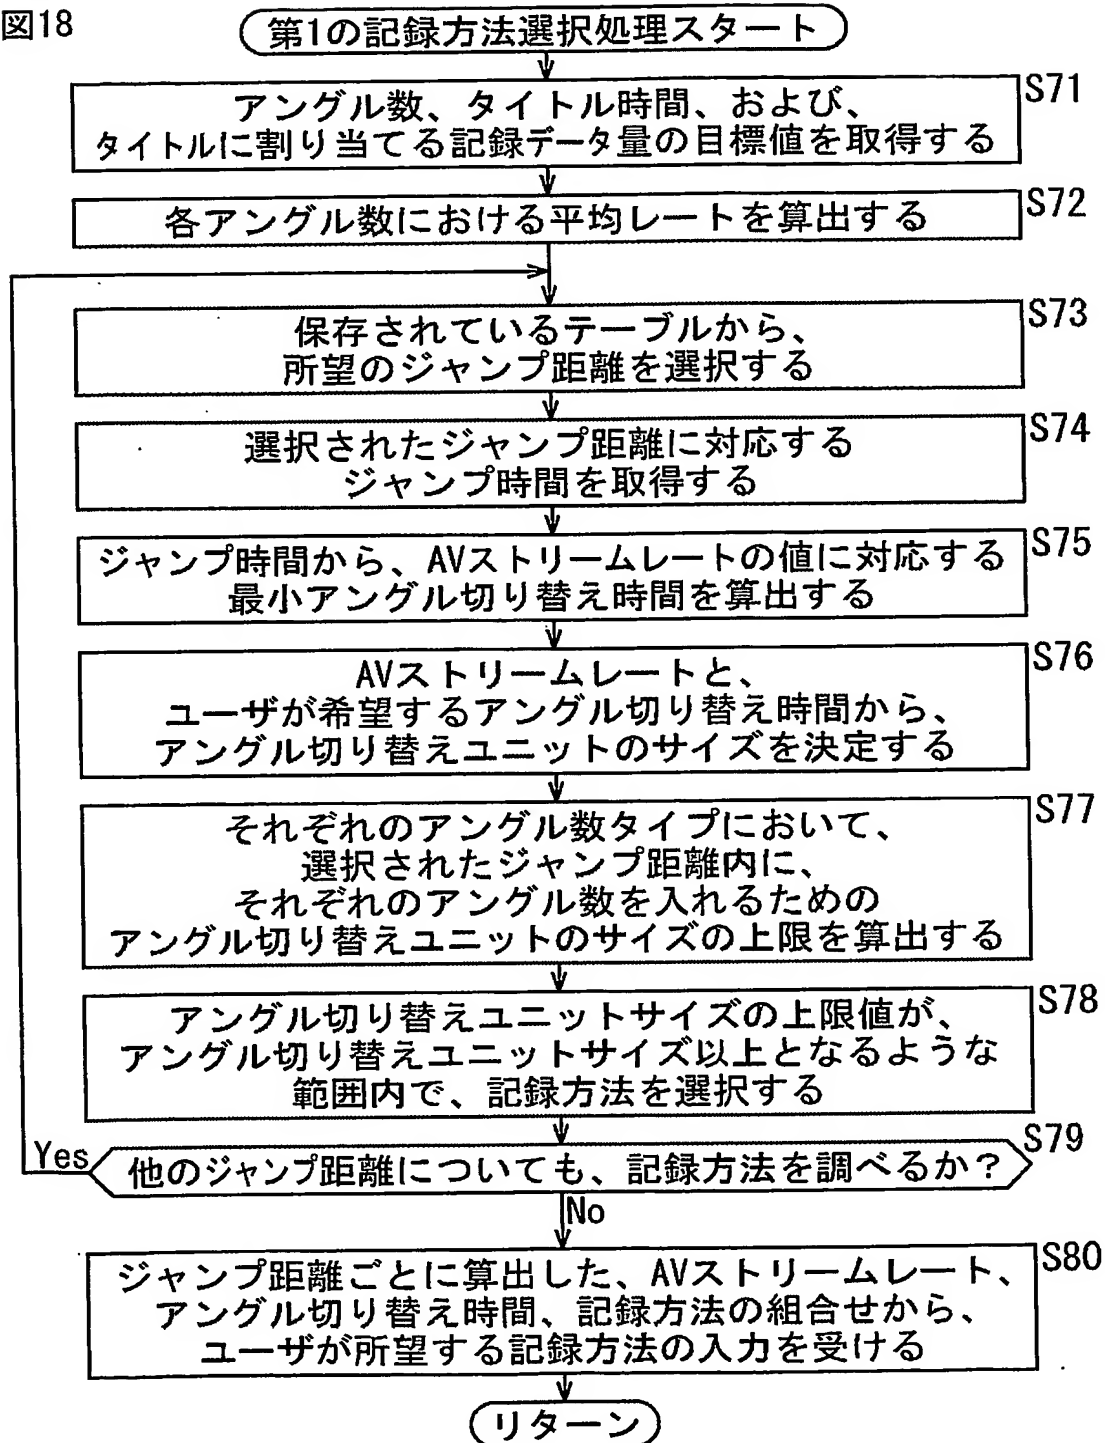 図18
第1の記録方法選択処理スタート
S71
アングル数、タイトル時間、および、
タイトルに割り当てる記録データ量の目標値を取得する
S72
各アングル数における平均レートを算出する
S73
保存されているテーブルから、
所望のジャンプ距離を選択する
S74
選択されたジャンプ距離に対応する
ジャンプ時間を取得する
S75
ジャンプ時間から、AVストリームレートの値に対応する
最小アングル切り替え時間を算出する
S76
AVストリームレートと、
ユーザが希望するアングル切り替え時間から、
アングル切り替えユニットのサイズを決定する
S77
それぞれのアングル数タイプにおいて、
選択されたジャンプ距離内に、
それぞれのアングル数を入れるための
アングル切り替えユニットのサイズの上限を算出する
S78
アングル切り替えユニットサイズの上限値が、
アングル切り替えユニットサイズ以上となるような
範囲内で、記録方法を選択する
S79
Yes
他のジャンプ距離についても、記録方法を調べるか？
No
S80
ジャンプ距離ごとに算出した、AVストリームレート、
アングル切り替え時間、記録方法の組合せから、
ユーザが所望する記録方法の入力を受ける
リターン